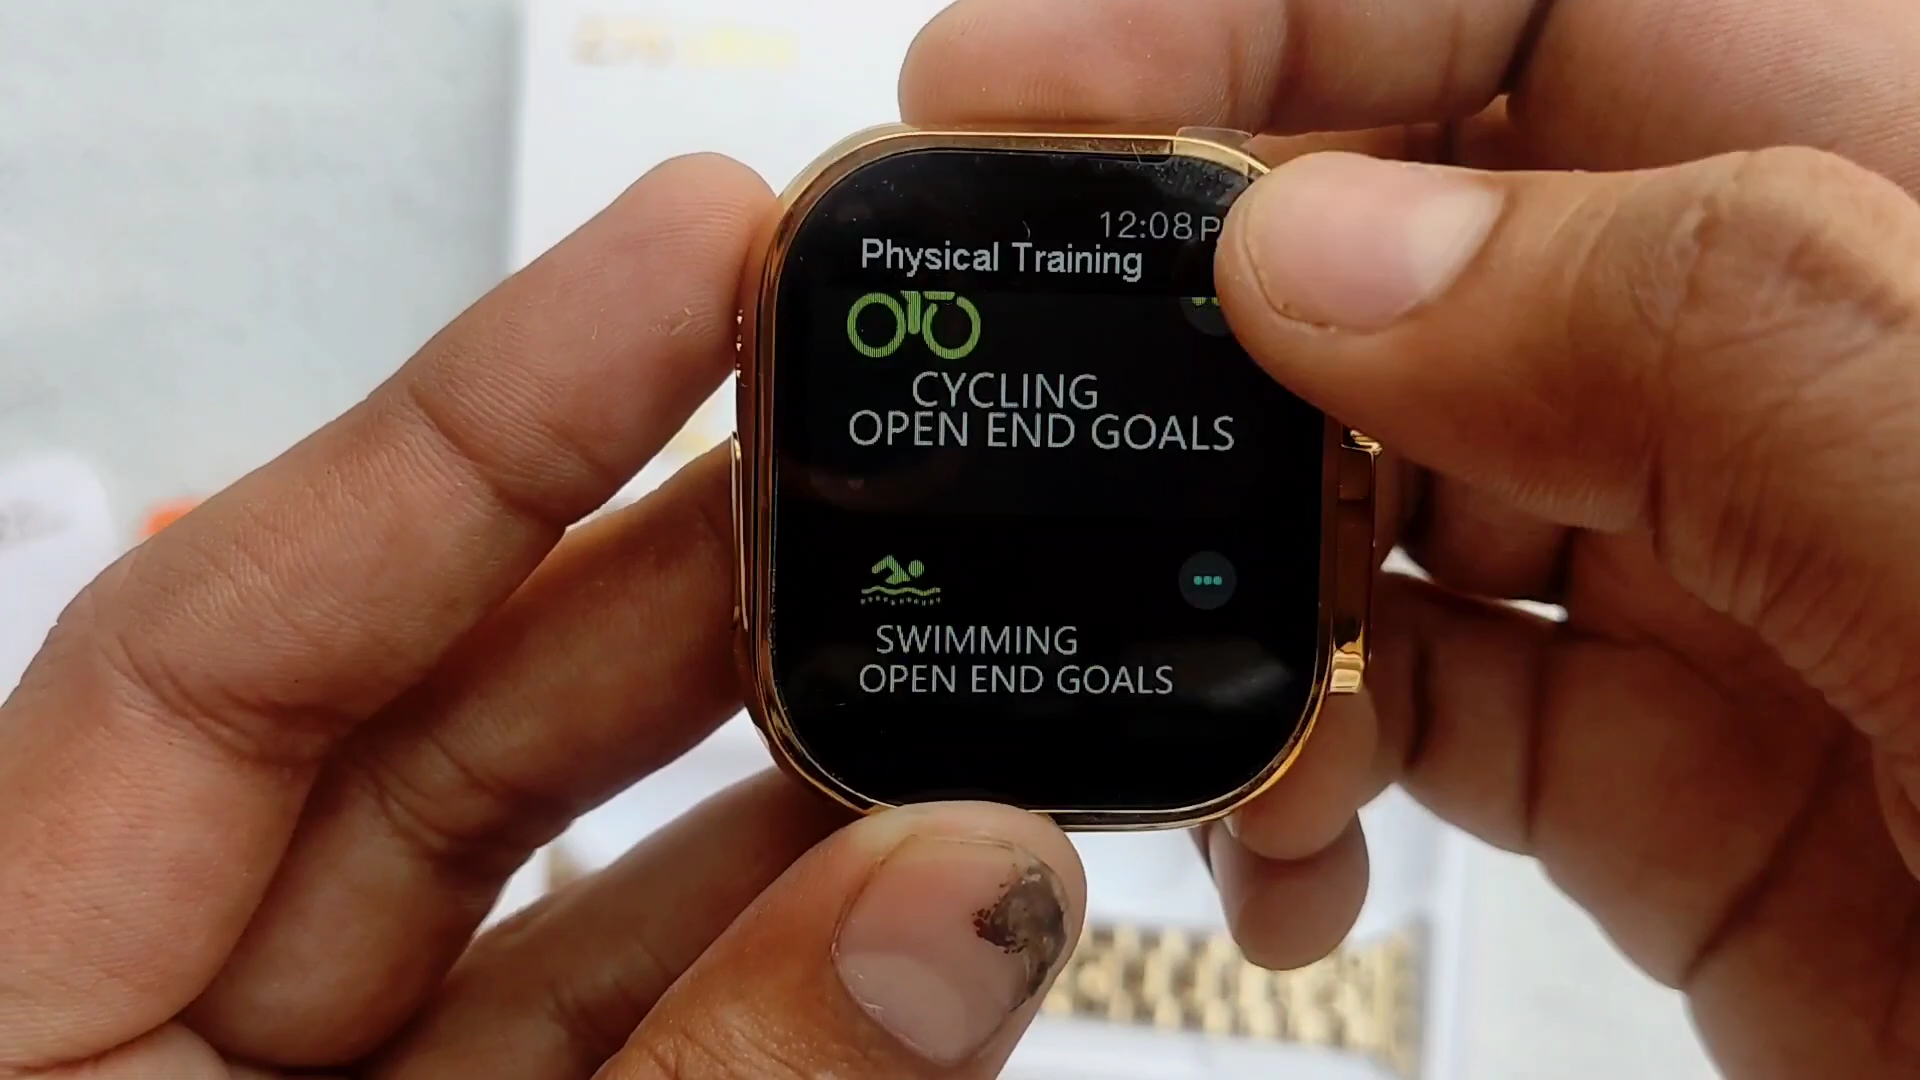 12:08
Physical Training
CYCLING
OPEN END GOALS
SWIMMING
OPEN END GOALS